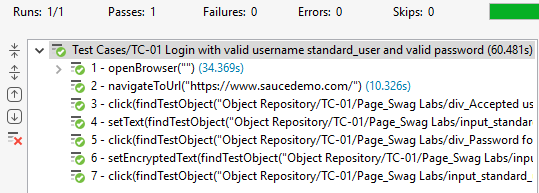 Runs: 1/1 Passes: 1 Failures: 0 Errors: 0 Skips: 0
Test Cases/TC-01 Login with valid username standard_user and valid password (60.481s)
1 - openBrowser("") (34.369s)
2 - navigateToUrl("https://www.saucedemo.com/") (10.326s)
3 - click(findTestObject("Object Repository/TC-01/Page_Swag Labs/div_Accepted us
4 - setText(findTestObject("Object Repository/TC-01/Page_Swag Labs/input_standard
5 - click(findTestObject("Object Repository/TC-01/Page_Swag Labs/div_Password fo
6 - setEncryptedText(findTestObject("Object Repository/TC-01/Page_Swag Labs/inpu
7 - click(findTestObject("Object Repository/TC-01/Page_Swag Labs/input_standard_